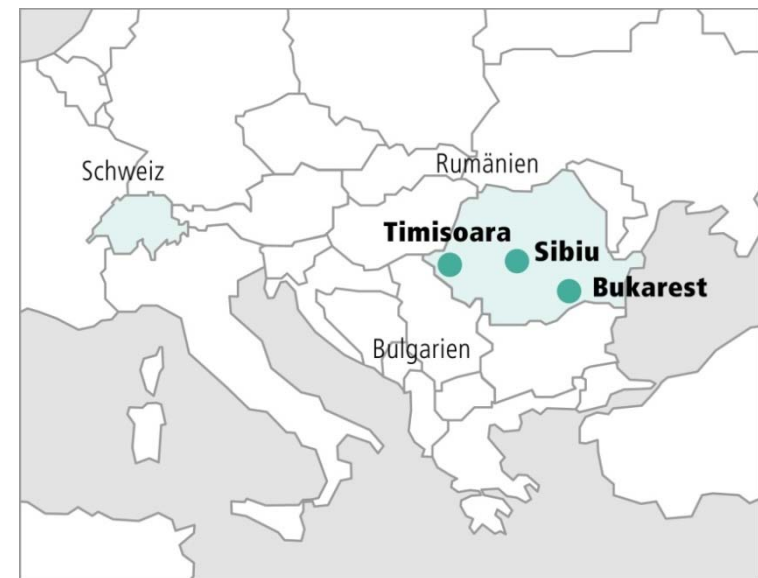 Schweiz
Rumänien
Timisoara
Sibiu
Bukarest
Bulgarien